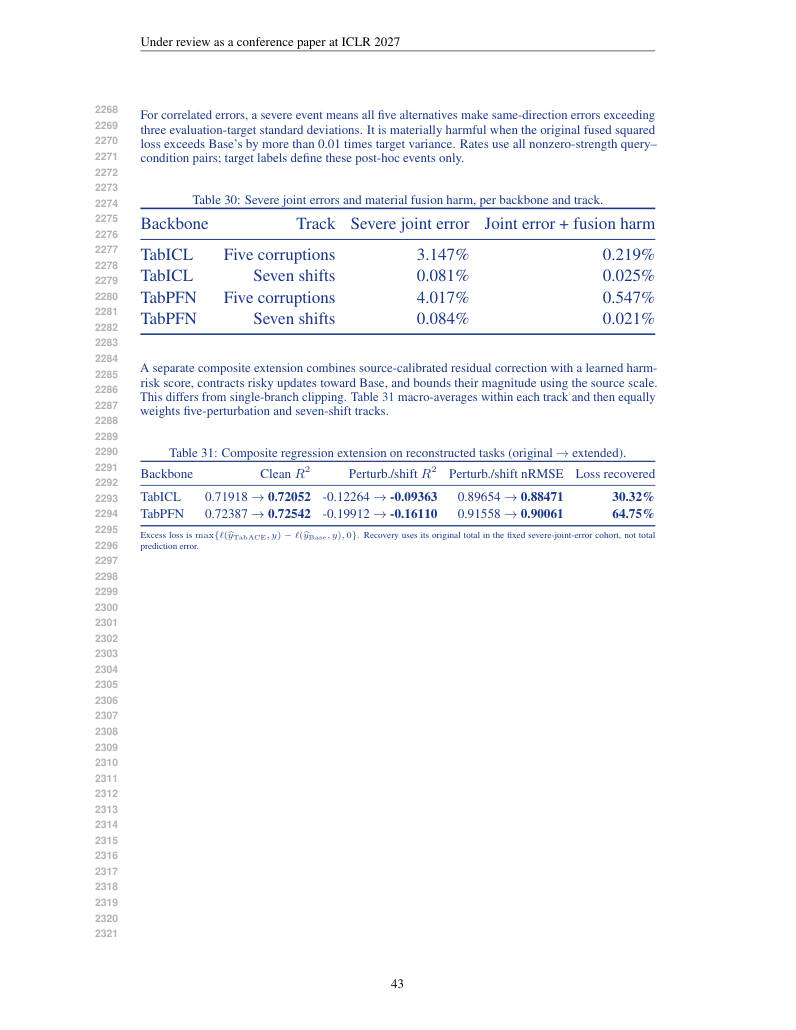 Under review as a conference paper at ICLR 2027
2268
2269
2270
2271
2272
2273
2274
2275
2276
2277
2278
2279
2280
2281
2282
2283
2284
2285
2286
2287
2288
2289
2290
2291
2292
2293
2294
2295
2296
2297
2298
2299
2300
2301
2302
2303
2304
2305
2306
2307
2308
2309
2310
2311
2312
2313
2314
2315
2316
2317
2318
2319
2320
2321
For correlated errors, a severe event means all five alternatives make same-direction errors exceeding
three evaluation-target standard deviations. It is materially harmful when the original fused squared
loss exceeds Base's by more than 0.01 times target variance. Rates use all nonzero-strength query–
condition pairs; target labels define these post-hoc events only.
Table 30: Severe joint errors and material fusion harm, per backbone and track.
Backbone Track Severe joint error Joint error + fusion harm
TabICL Five corruptions 3.147% 0.219%
TabICL Seven shifts 0.081% 0.025%
TabPFN Five corruptions 4.017% 0.547%
TabPFN Seven shifts 0.084% 0.021%
A separate composite extension combines source-calibrated residual correction with a learned harm-
risk score, contracts risky updates toward Base, and bounds their magnitude using the source scale.
This differs from single-branch clipping. Table 31 macro-averages within each track and then equally
weights five-perturbation and seven-shift tracks.
Table 31: Composite regression extension on reconstructed tasks (original → extended).
Backbone Clean R² Perturb./shift R² Perturb./shift nRMSE Loss recovered
TabICL 0.71918 → 0.72052 -0.12264 → -0.09363 0.89654 → 0.88471 30.32%
TabPFN 0.72387 → 0.72542 -0.19912 → -0.16110 0.91558 → 0.90061 64.75%
Excess loss is max{ℓ(ŷ_TabACE, y) − ℓ(ŷ_Base, y), 0}. Recovery uses its original total in the fixed severe-joint-error cohort, not total
prediction error.
43